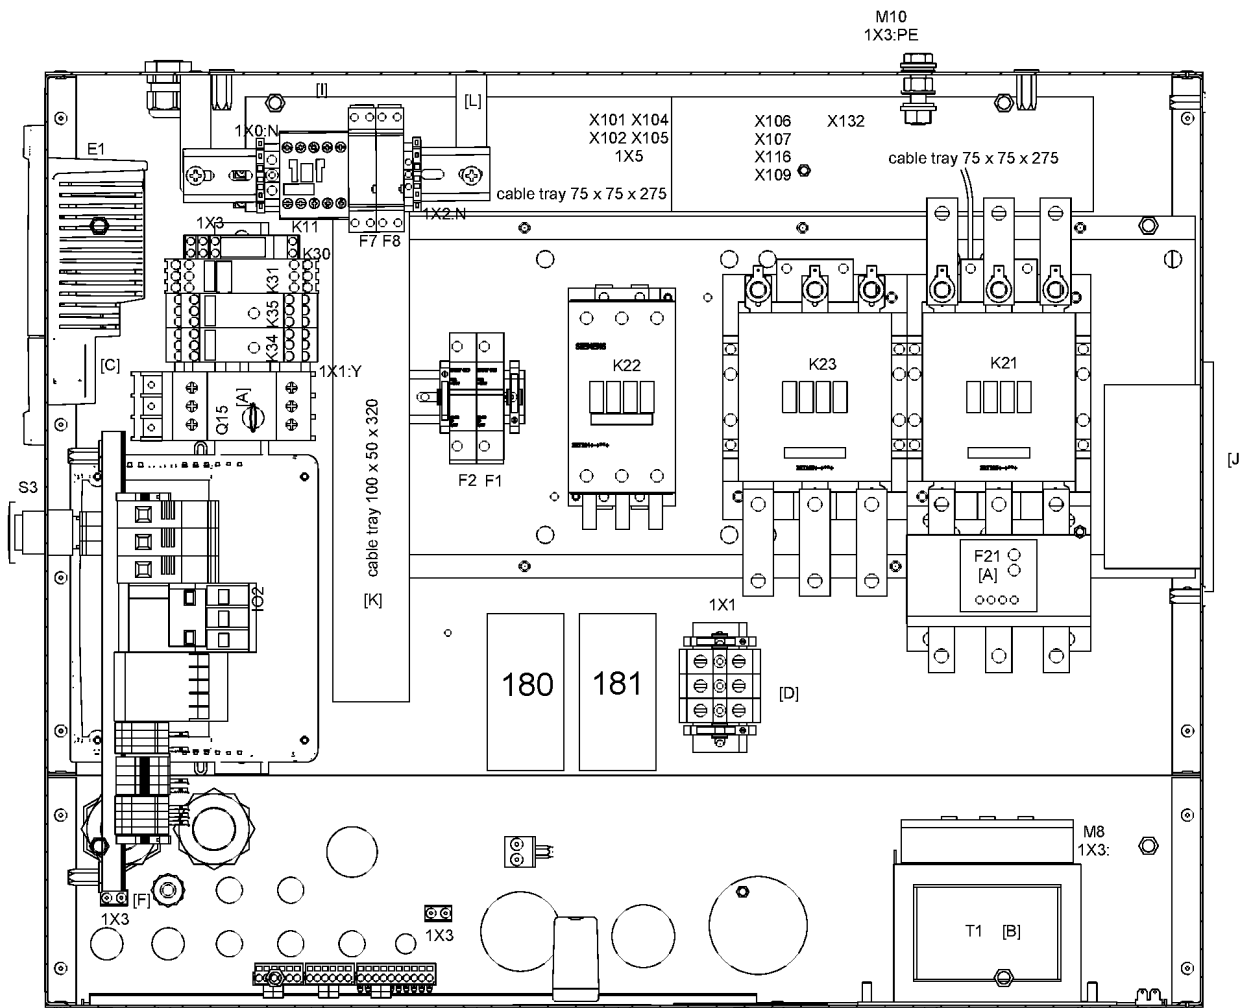 M10
1X3:PE
[I]
[L]
1X0:N
X101 X104
X102 X105
1X5
X106
X107
X116
X109
X132
cable tray 75 x 75 x 275
E1
cable tray 75 x 75 x 275
1X3
K11
1X2:N
F7 F8
K30
K31
K35
K34
[C]
1X1:Y
Q15
[A]
SIEMENS
K22
K23
K21
F2 F1
cable tray 100 x 50 x 320
[K]
[J
S3
F21
[A]
IO2
1X1
180
181
[D]
M8
1X3:
[F]
1X3
1X3
T1 [B]